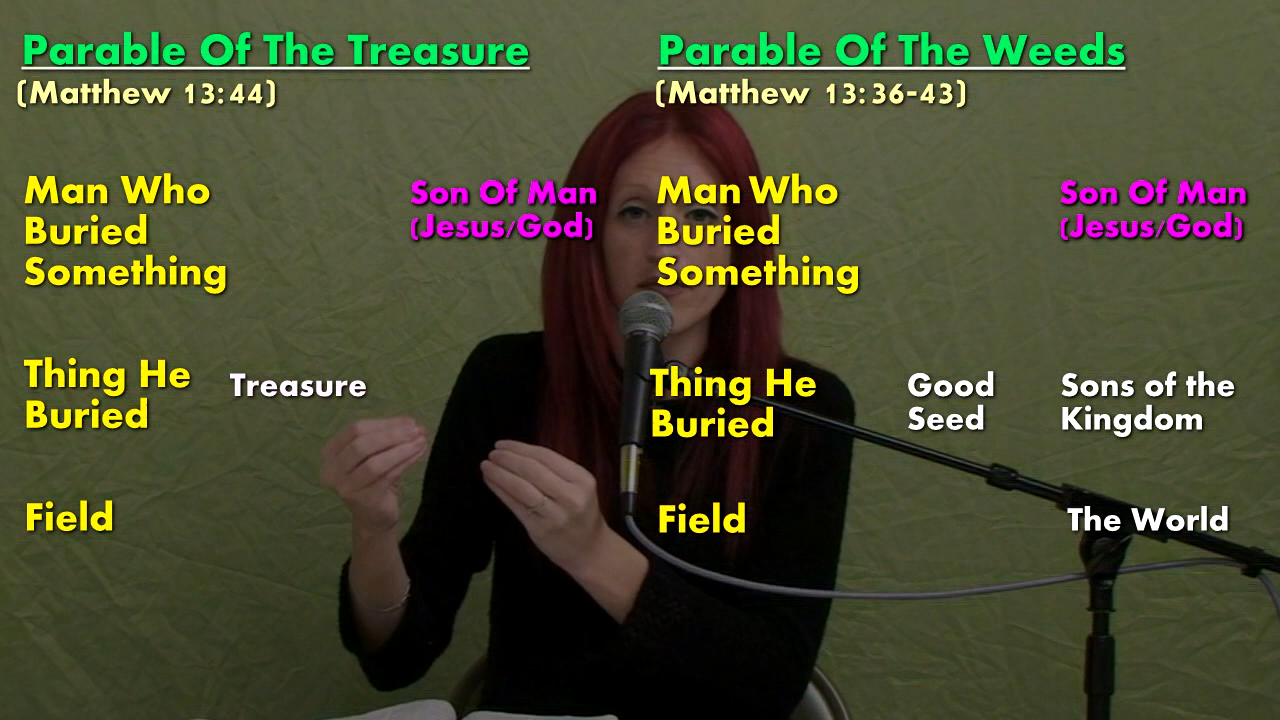 Parable Of The Treasure
(Matthew 13:44)
Man Who
Buried
Something
Son Of Man
(Jesus/God)
Thing He
Buried
Treasure
Field
Parable Of The Weeds
(Matthew 13:36-43)
Man Who
Buried
Something
Son Of Man
(Jesus/God)
Thing He
Buried
Good
Seed
Sons of the
Kingdom
Field
The World